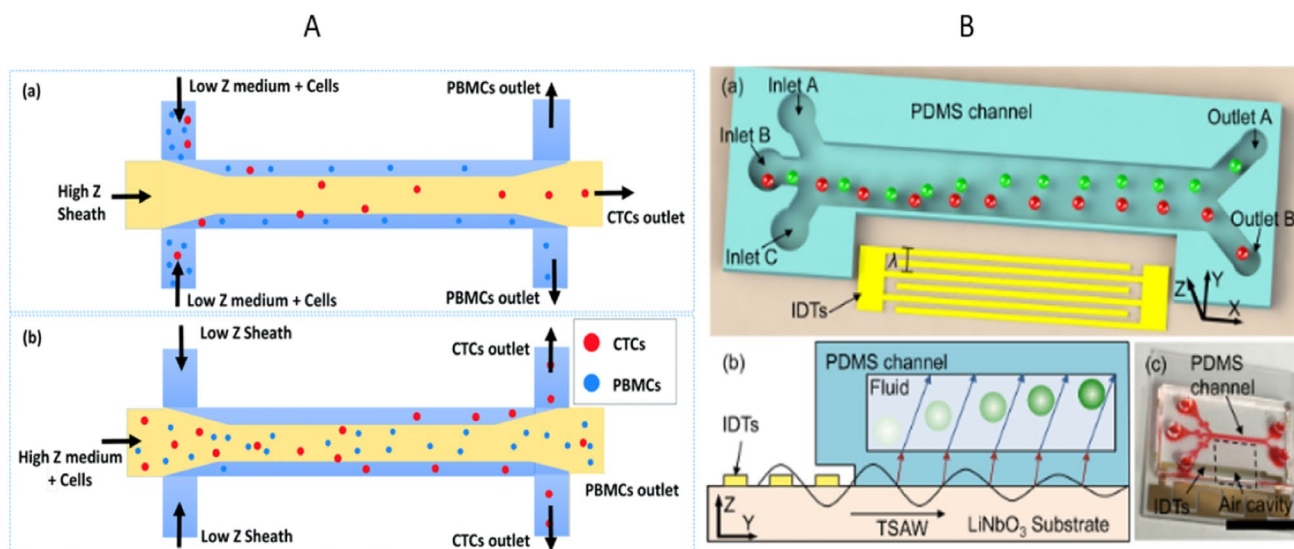 A
B
(a)
Low Z medium + Cells
PBMCs outlet
High Z
Sheath
CTCs outlet
Low Z medium + Cells
PBMCs outlet
(b)
Low Z Sheath
CTCs outlet
CTCs
PBMCs
High Z medium
+ Cells
PBMCs outlet
Low Z Sheath
CTCs outlet
(a)
Inlet A
PDMS channel
Outlet A
Inlet B
Inlet C
λ
Outlet B
IDTs
Z
Y
X
(b)
PDMS channel
Fluid
IDTs
Z
Y
TSAW
LiNbO3 Substrate
(c)
PDMS
channel
IDTs
Air cavity